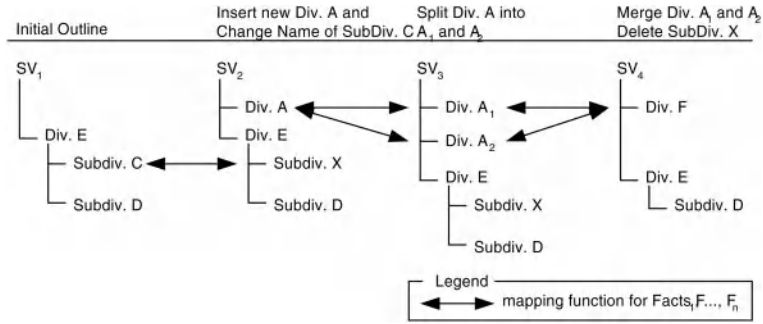 Initial Outline
Insert new Div. A and
Change Name of SubDiv. C
Split Div. A into
A₁ and A₂
Merge Div. A₁ and A₂
Delete SubDiv. X
SV₁
SV₂
SV₃
SV₄
Div. A
Div. A₁
Div. F
Div. E
Div. E
Div. A₂
Subdiv. C
Subdiv. X
Div. E
Div. E
Subdiv. D
Subdiv. D
Subdiv. X
Subdiv. D
Subdiv. D
Legend
mapping function for Facts₁F..., Fₙ